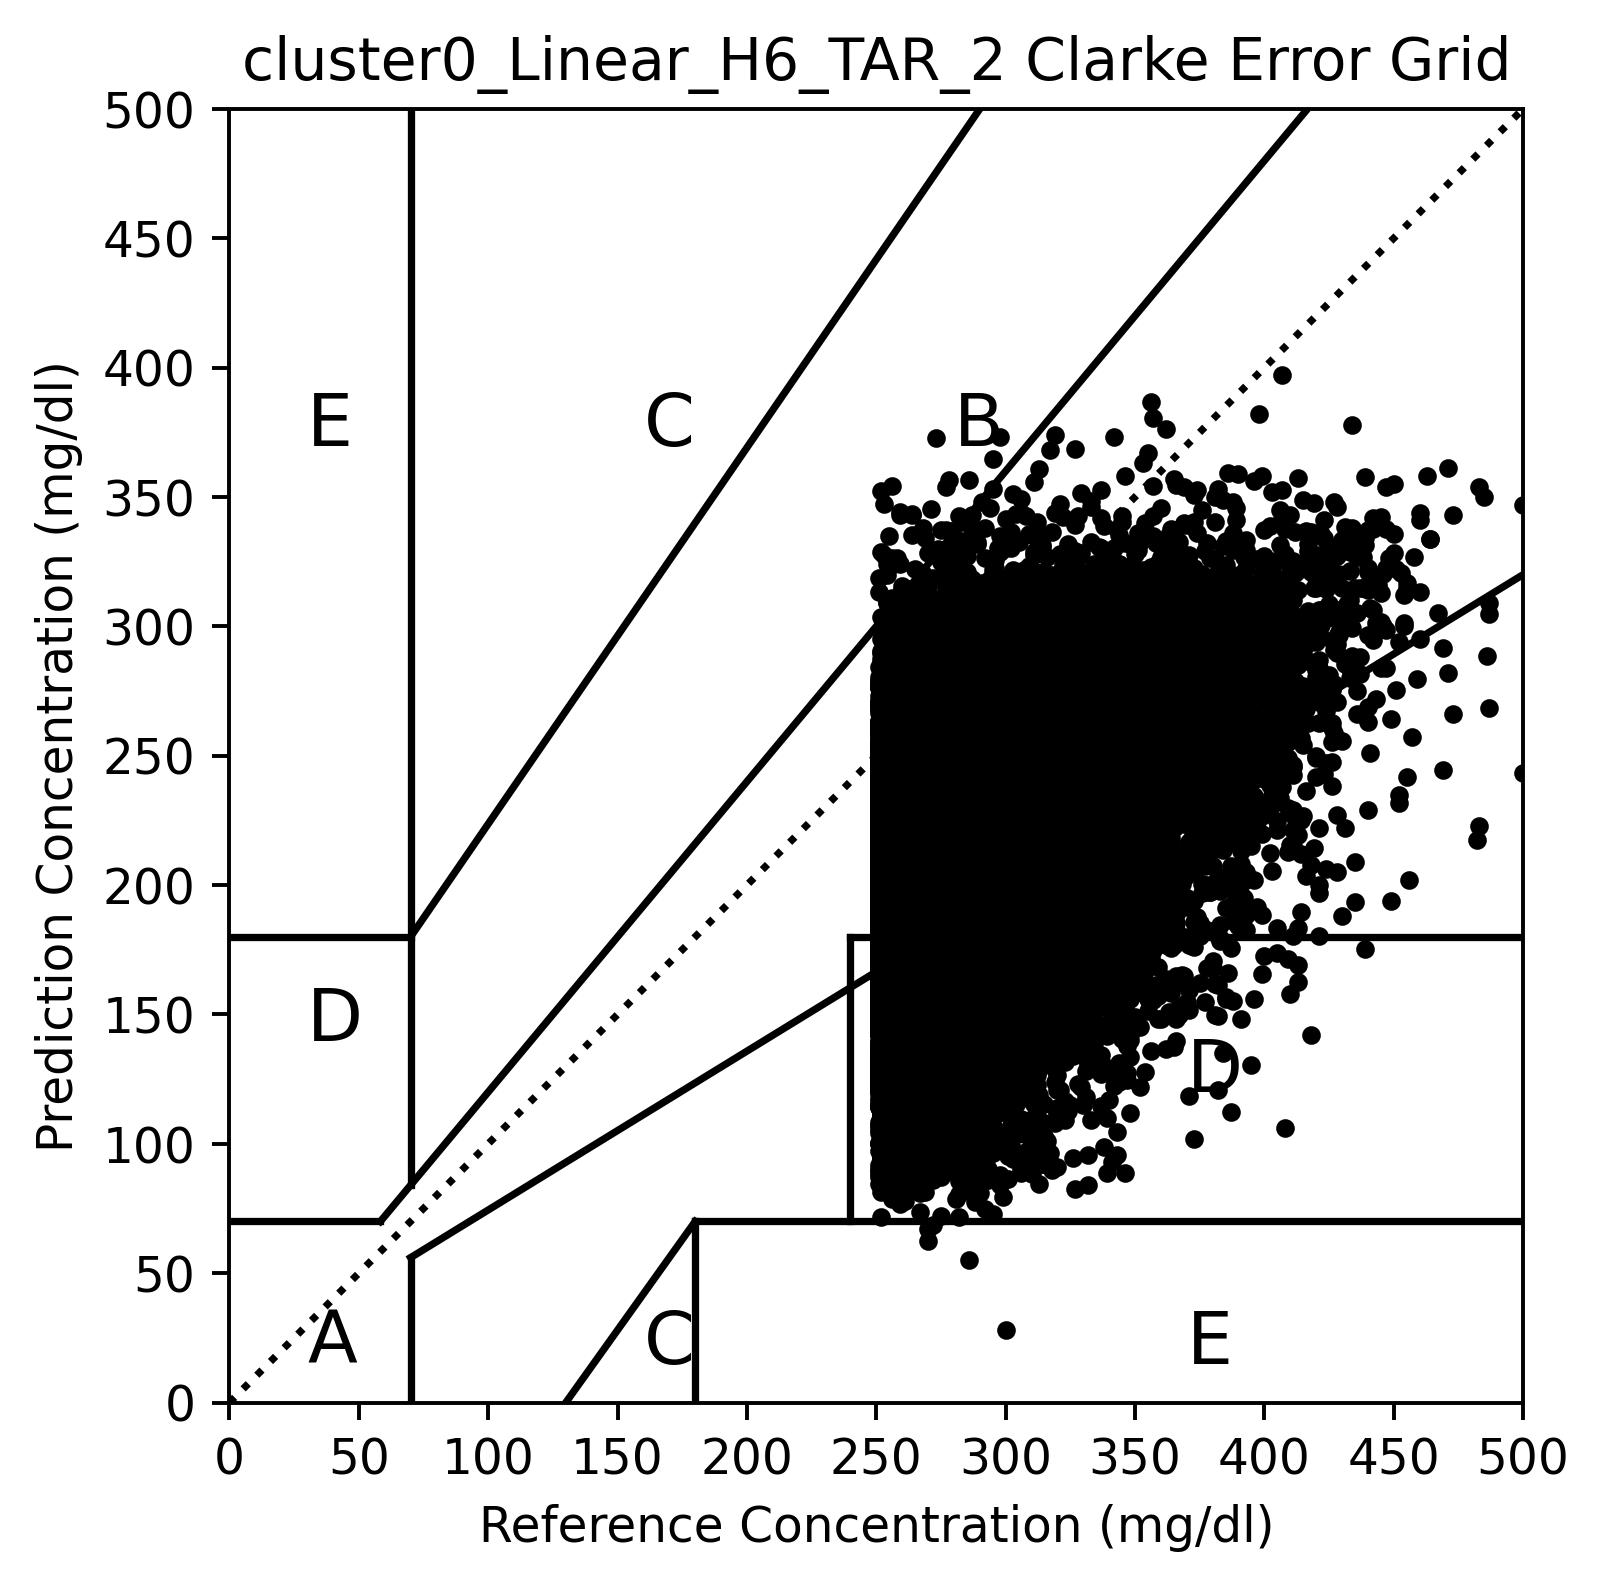 cluster0_Linear_H6_TAR_2 Clarke Error Grid
500
450
400
350
300
250
200
150
100
50
0
Prediction Concentration (mg/dl)
E
C
B
D
D
A
C
E
0 50 100 150 200 250 300 350 400 450 500
Reference Concentration (mg/dl)